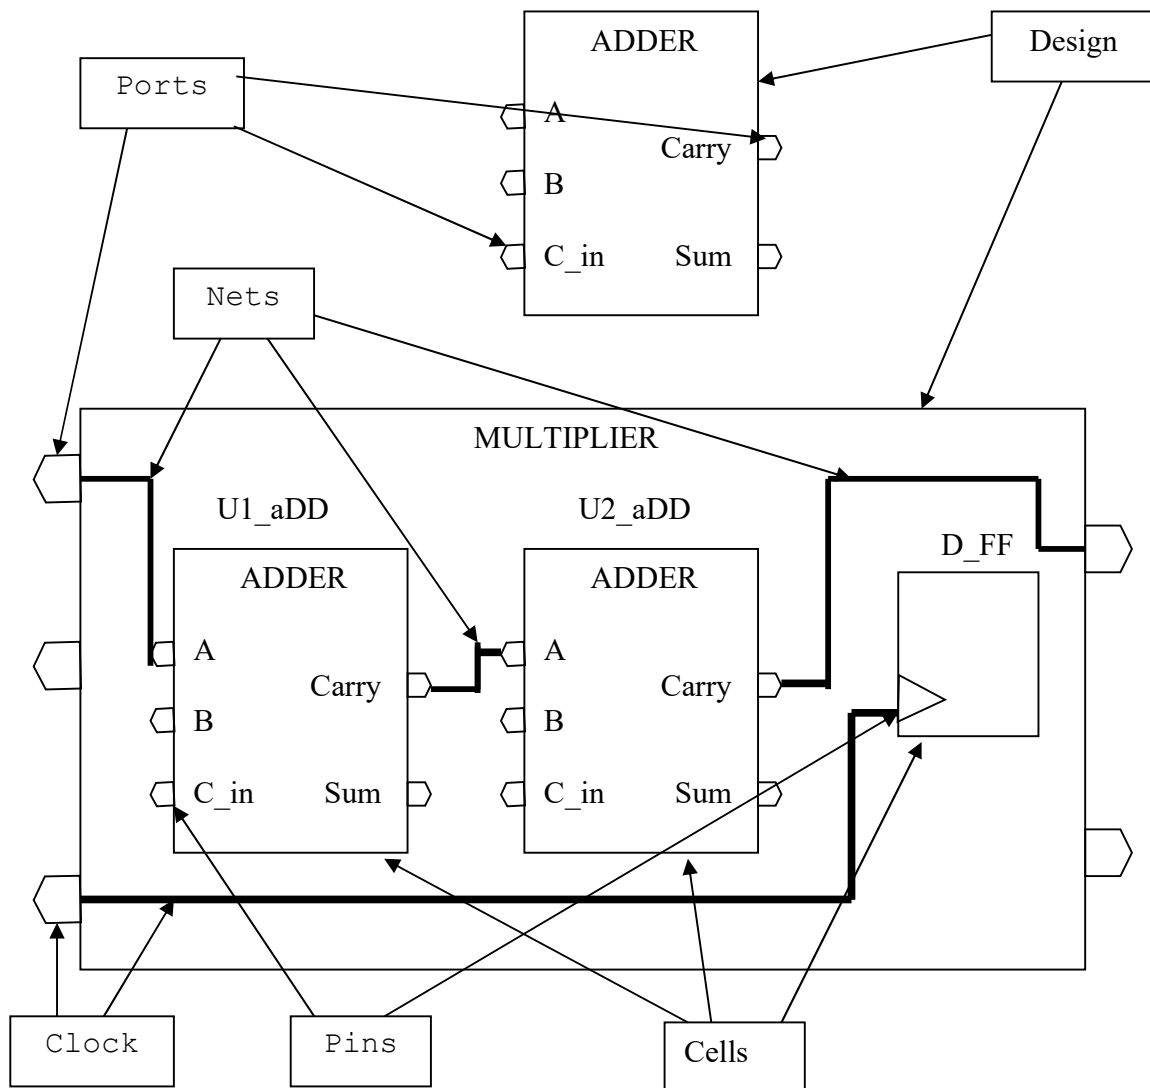 ADDER
Design
Ports
A
Carry
B
C_in
Sum
Nets
MULTIPLIER
U1_aDD
U2_aDD
D_FF
ADDER
ADDER
A
Carry
B
C_in
Sum
A
Carry
B
C_in
Sum
Clock
Pins
Cells